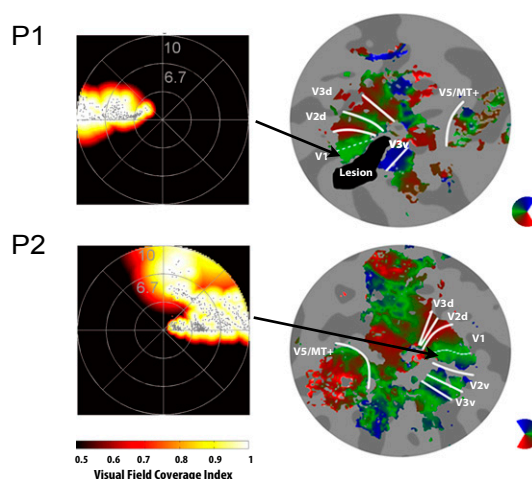 P1
10
6.7
V3d
V2d
V1
V3v
V5/MT+
Lesion
P2
10
6.7
V3d
V2d
V1
V5/MT+
V2v
V3v
0.5 0.6 0.7 0.8 0.9 1
Visual Field Coverage Index